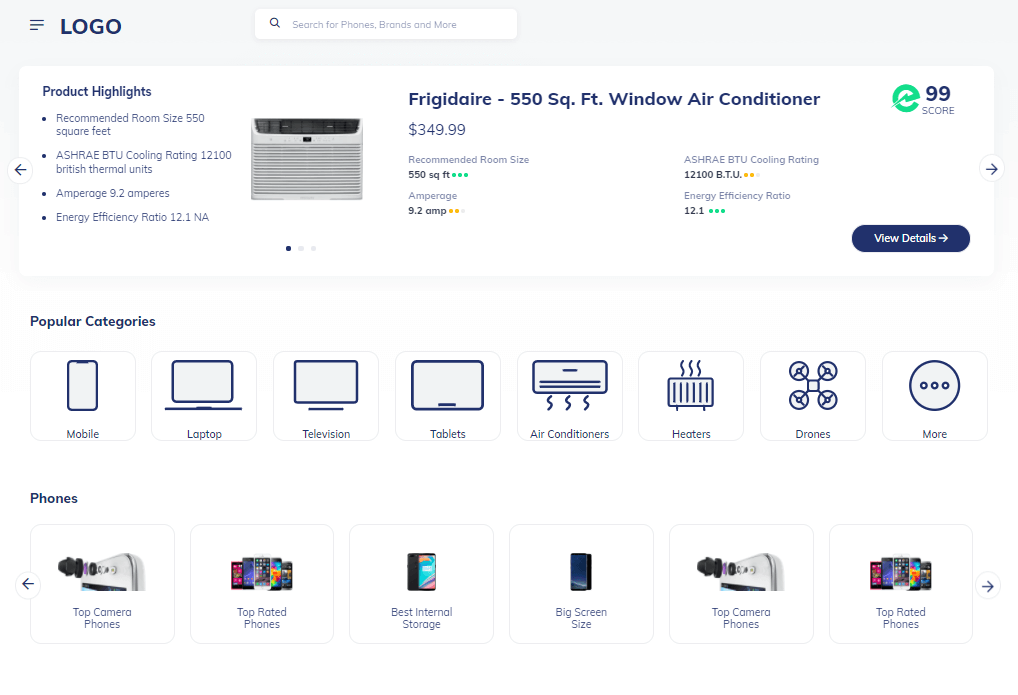 LOGO
Search for Phones, Brands and More
Product Highlights
Recommended Room Size 550
square feet
ASHRAE BTU Cooling Rating 12100
british thermal units
Amperage 9.2 amperes
Energy Efficiency Ratio 12.1 NA
Frigidaire - 550 Sq. Ft. Window Air Conditioner
$349.99
99
SCORE
Recommended Room Size
550 sq ft
ASHRAE BTU Cooling Rating
12100 B.T.U.
Amperage
9.2 amp
Energy Efficiency Ratio
12.1
View Details
Popular Categories
Mobile
Laptop
Television
Tablets
Air Conditioners
Heaters
Drones
More
Phones
Top Camera
Phones
Top Rated
Phones
Best Internal
Storage
Big Screen
Size
Top Camera
Phones
Top Rated
Phones